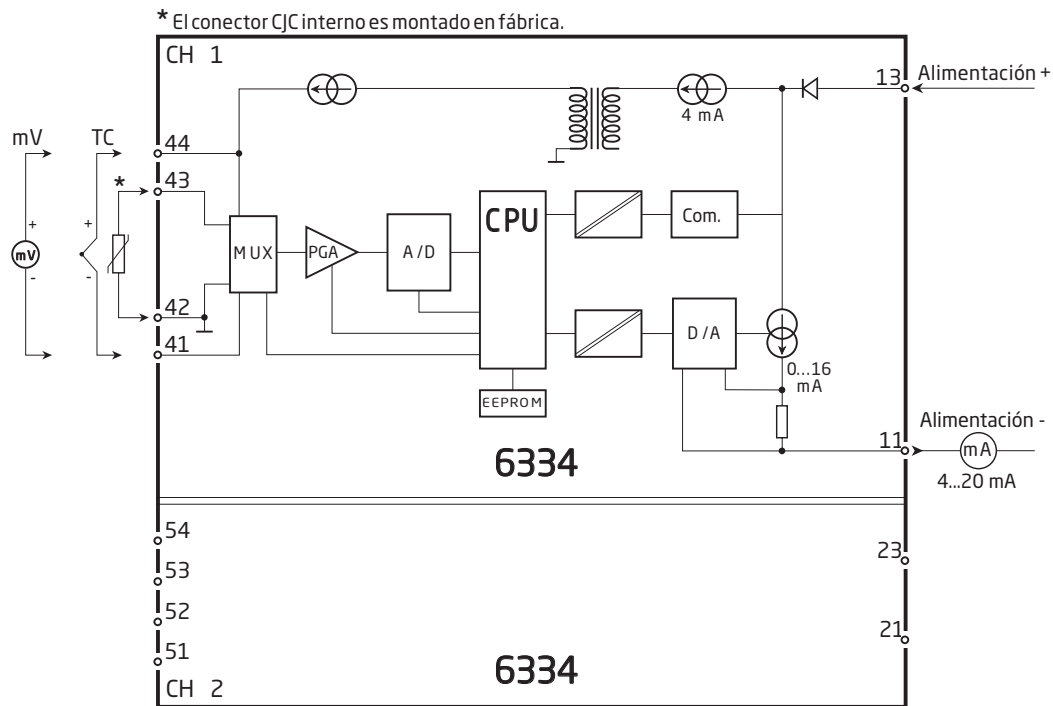 * El conector CJC interno es montado en fábrica.
CH 1
13
Alimentación +
4 mA
mV
TC
44
43
*
42
41
+
-
mV
+
-
MUX
PGA
A/D
CPU
EEPROM
Com.
D/A
0...16
mA
11
Alimentación -
mA
4...20 mA
6334
54
53
52
51
23
21
6334
CH 2